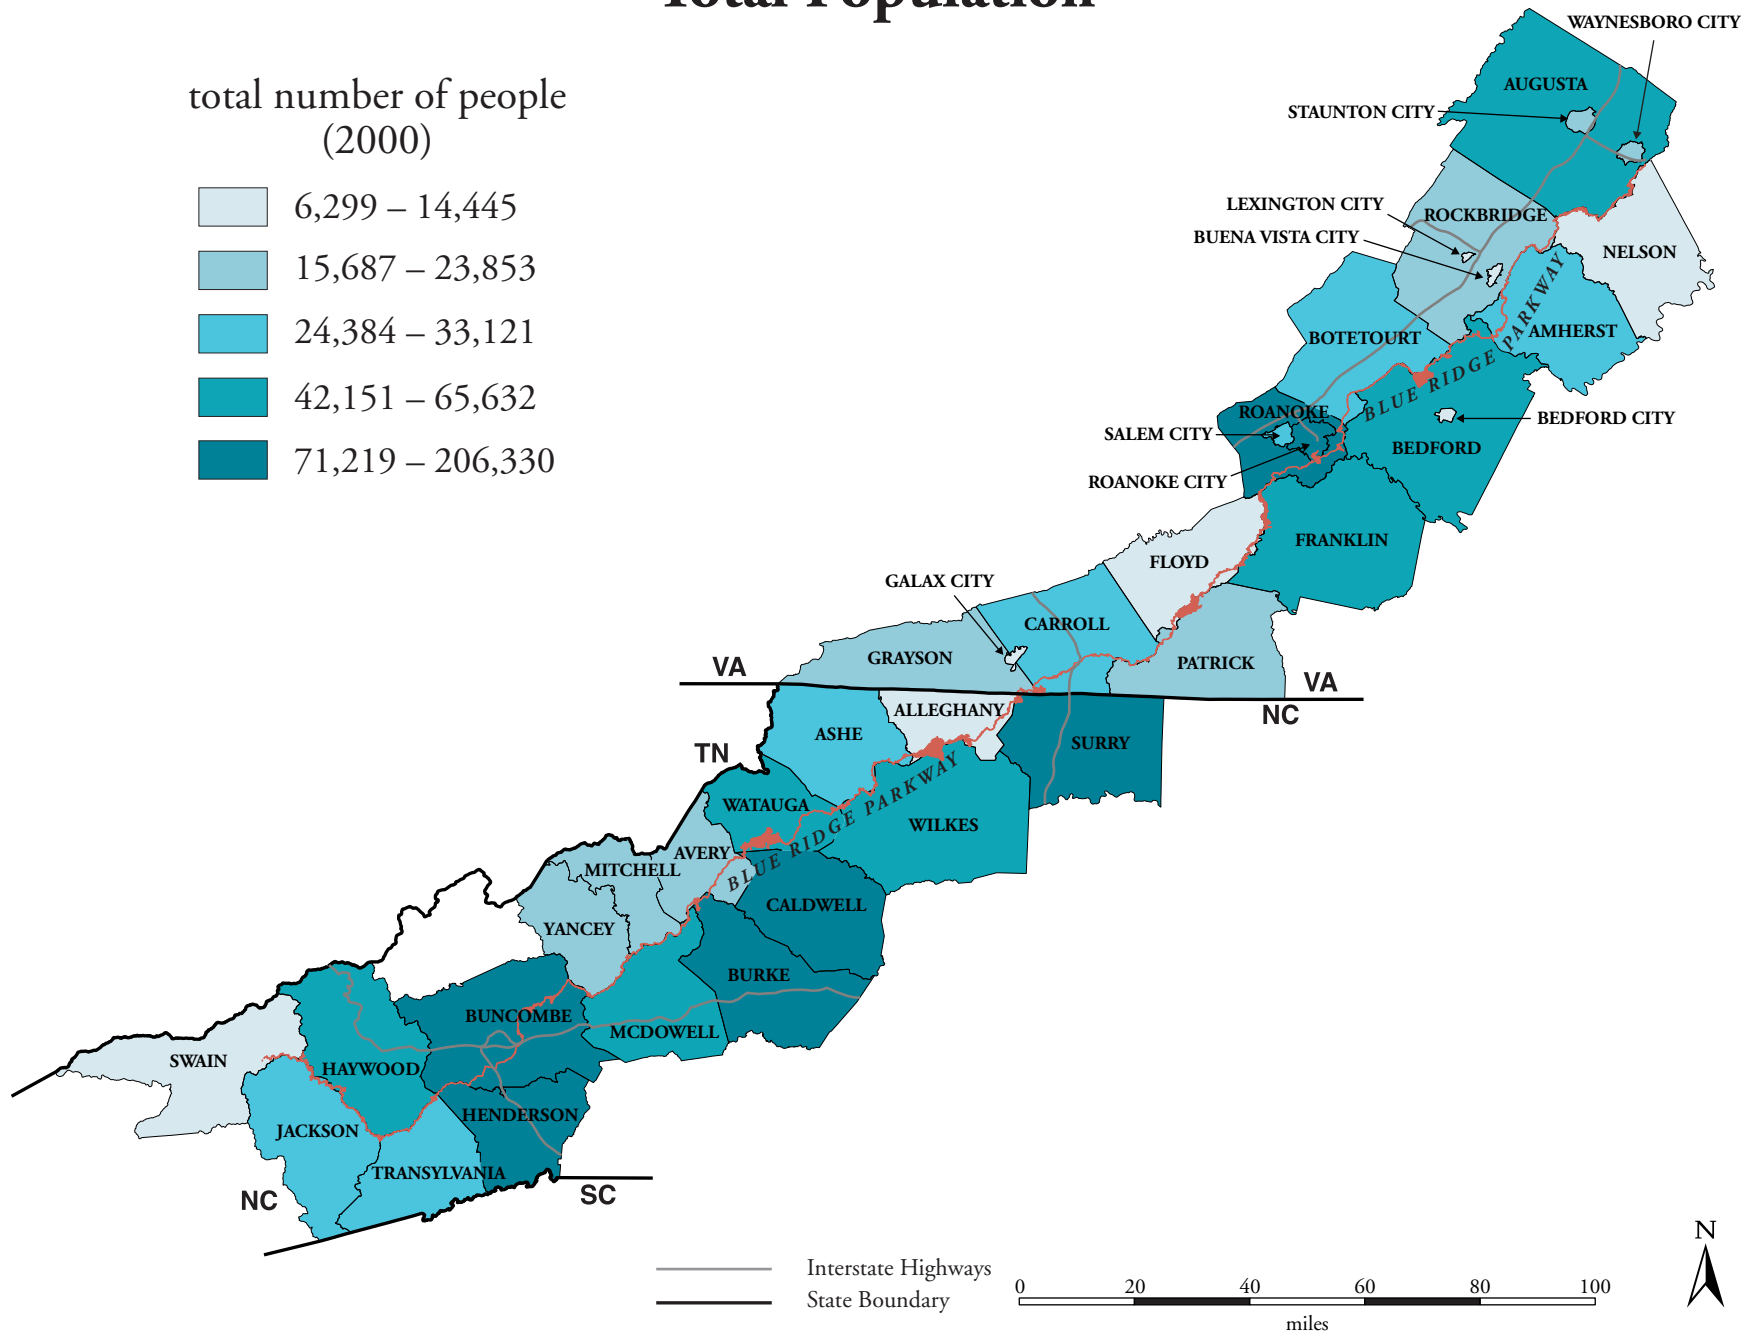 Total Population
total number of people
(2000)
6,299 – 14,445
15,687 – 23,853
24,384 – 33,121
42,151 – 65,632
71,219 – 206,330
WAYNESBORO CITY
AUGUSTA
STAUNTON CITY
LEXINGTON CITY
ROCKBRIDGE
BUENA VISTA CITY
NELSON
BLUE RIDGE PARKWAY
AMHERST
BOTETOURT
ROANOKE
SALEM CITY
BEDFORD CITY
BEDFORD
ROANOKE CITY
FRANKLIN
FLOYD
GALAX CITY
CARROLL
GRAYSON
PATRICK
VA
VA
NC
ALLEGHANY
ASHE
SURRY
TN
BLUE RIDGE PARKWAY
WATAUGA
WILKES
AVERY
MITCHELL
CALDWELL
YANCEY
BURKE
BUNCOMBE
MCDOWELL
SWAIN
HAYWOOD
HENDERSON
JACKSON
TRANSYLVANIA
NC
SC
N
Interstate Highways
State Boundary
0 20 40 60 80 100
miles